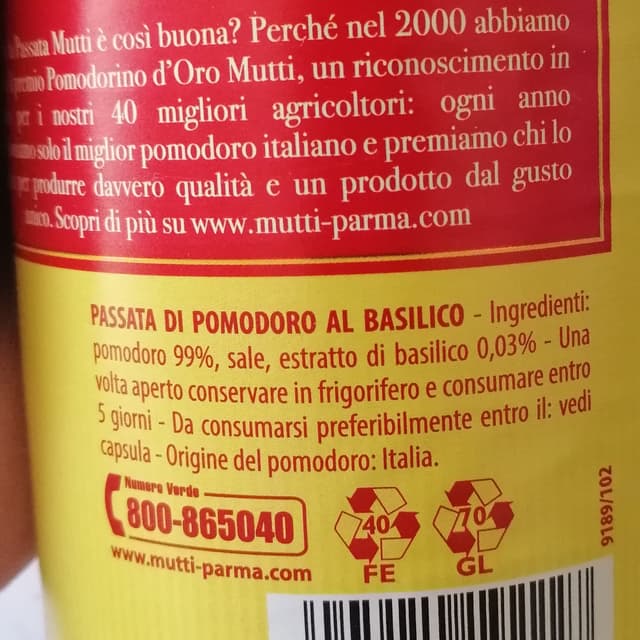 Passata Mutti è così buona? Perché nel 2000 abbiamo
Pomodorino d'Oro Mutti, un riconoscimento in
per i nostri 40 migliori agricoltori: ogni anno
solo il miglior pomodoro italiano e premiamo chi lo
produrre davvero qualità e un prodotto dal gusto
Scopri di più su www.mutti-parma.com
PASSATA DI POMODORO AL BASILICO - Ingredienti:
pomodoro 99%, sale, estratto di basilico 0,03% - Una
volta aperto conservare in frigorifero e consumare entro
5 giorni - Da consumarsi preferibilmente entro il: vedi
capsula - Origine del pomodoro: Italia.
Numero Verde
800-865040
www.mutti-parma.com
40
FE
70
GL
9189/102